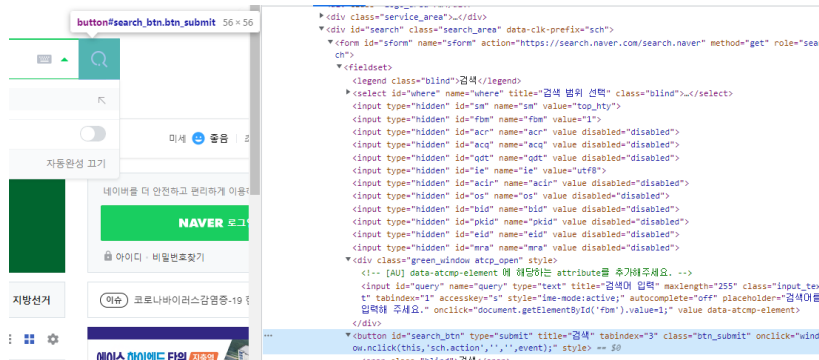 button#search_btn.btn_submit 56 × 56
자동완성 끄기
미세 좋음
네이버를 더 안전하고 편리하게 이용하
NAVER 로그
아이디 · 비밀번호찾기
지방선거
이슈 코로나바이러스감염증-19 현
에이스 하이엔드 타워 지축역
<div class="service_area">…</div>
<div id="search" class="search_area" data-clk-prefix="sch">
<form id="sform" name="sform" action="https://search.naver.com/search.naver" method="get" role="sear
ch">
<fieldset>
<legend class="blind">검색</legend>
<select id="where" name="where" title="검색 범위 선택" class="blind">…</select>
<input type="hidden" id="sm" name="sm" value="top_hty">
<input type="hidden" id="fbm" name="fbm" value="1">
<input type="hidden" id="acr" name="acr" value disabled="disabled">
<input type="hidden" id="acq" name="acq" value disabled="disabled">
<input type="hidden" id="qdt" name="qdt" value disabled="disabled">
<input type="hidden" id="ie" name="ie" value="utf8">
<input type="hidden" id="acir" name="acir" value disabled="disabled">
<input type="hidden" id="os" name="os" value disabled="disabled">
<input type="hidden" id="bid" name="bid" value disabled="disabled">
<input type="hidden" id="pkid" name="pkid" value disabled="disabled">
<input type="hidden" id="eid" name="eid" value disabled="disabled">
<input type="hidden" id="mra" name="mra" value disabled="disabled">
<div class="green_window atcp_open" style>
<!-- [AU] data-atcmp-element 에 해당하는 attribute를 추가해주세요. -->
<input id="query" name="query" type="text" title="검색어 입력" maxlength="255" class="input_tex
t" tabindex="1" accesskey="s" style="ime-mode:active;" autocomplete="off" placeholder="검색어를
입력해 주세요." onclick="document.getElementById('fbm').value=1;" value data-atcmp-element>
</div>
<button id="search_btn" type="submit" title="검색" tabindex="3" class="btn_submit" onclick="wind
ow.nclick(this,'sch.action','','',event);" style> == $0